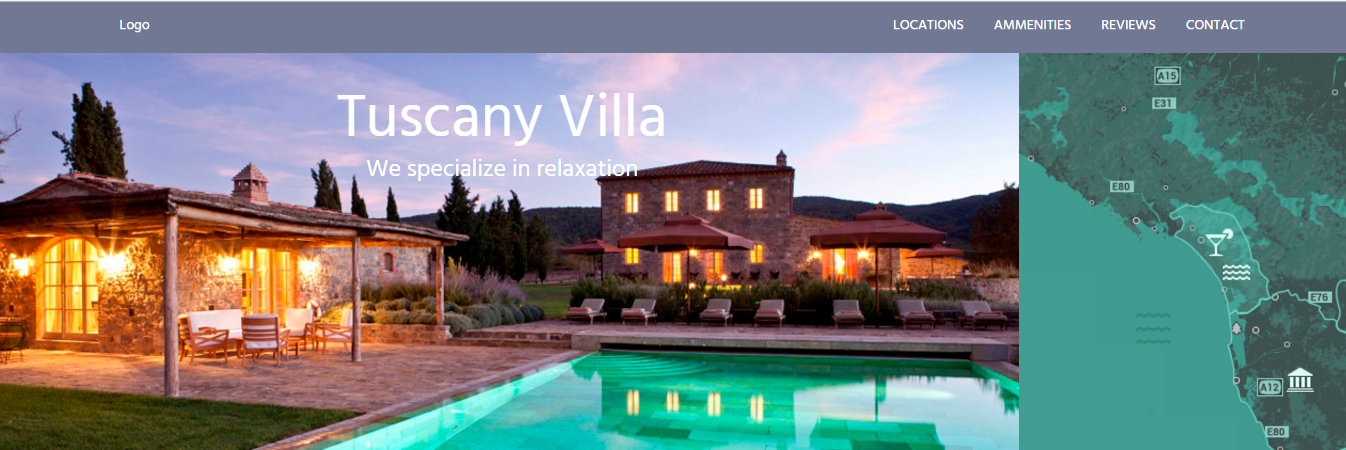 Logo
LOCATIONS AMMENITIES REVIEWS CONTACT
Tuscany Villa
We specialize in relaxation
A15
E31
E80
E76
A12
E80